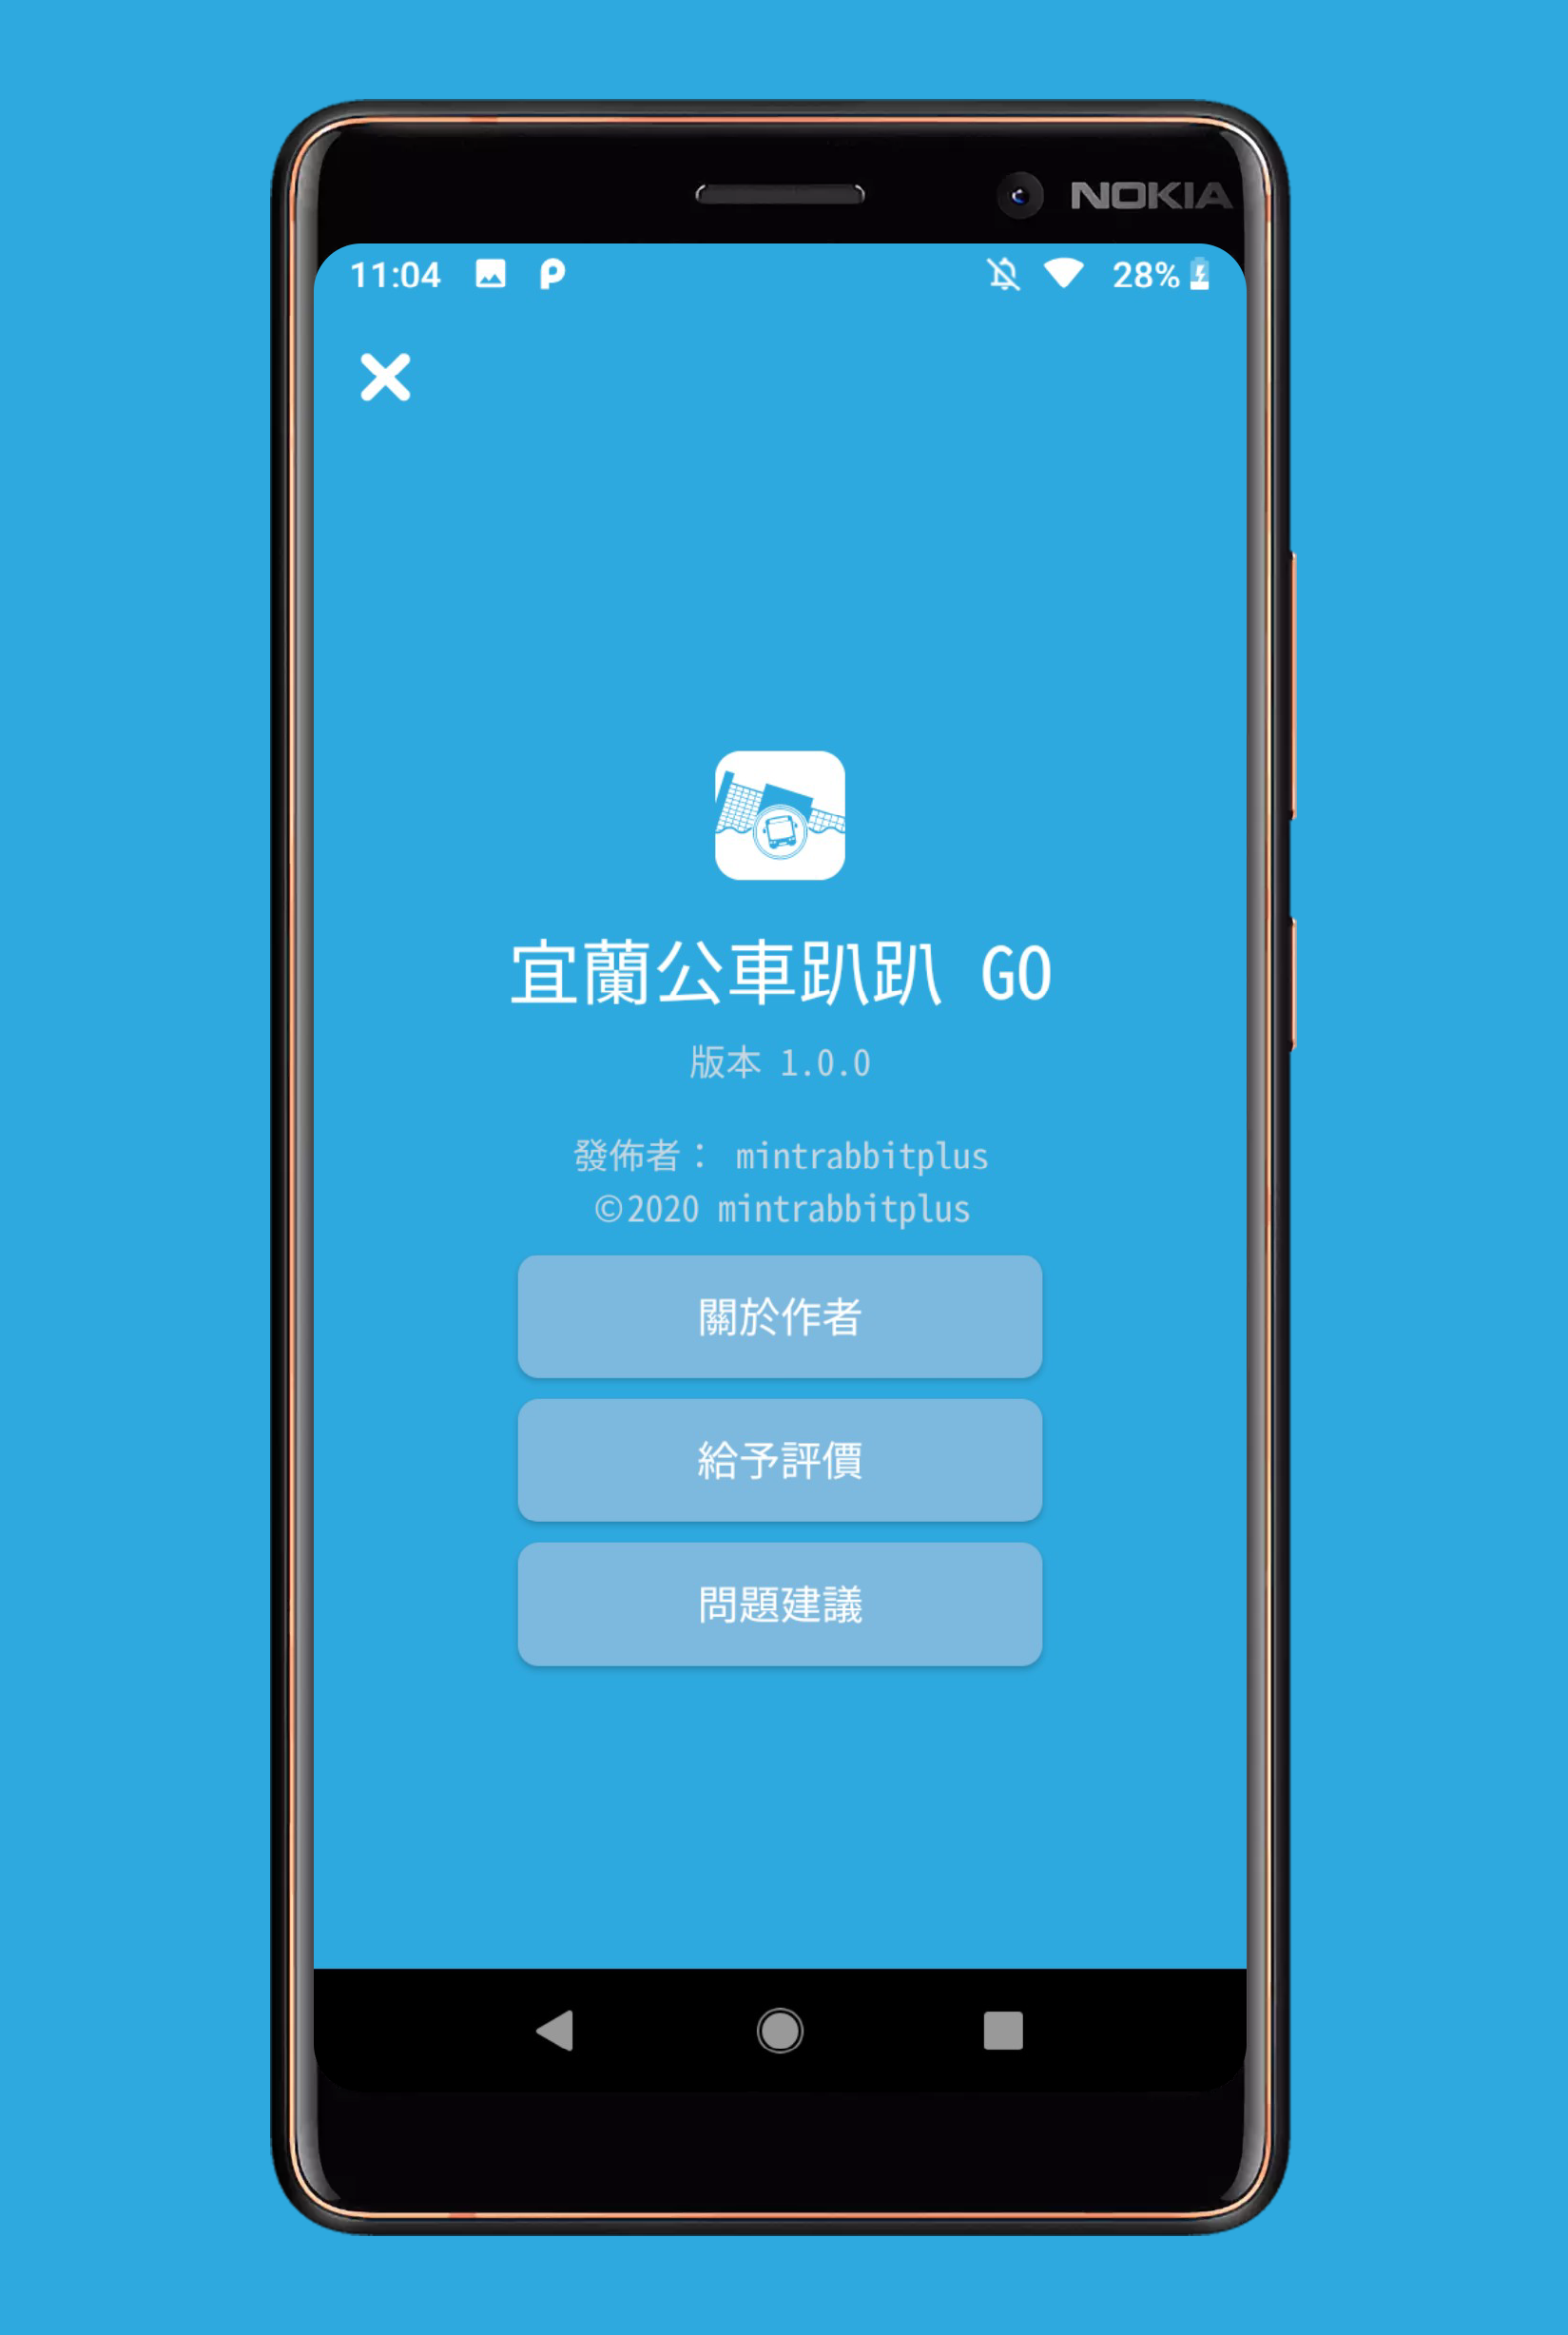 NOKIA
11:04 28%
宜蘭公車趴趴 GO
版本 1.0.0
發佈者： mintrabbitplus
©2020 mintrabbitplus
關於作者
給予評價
問題建議